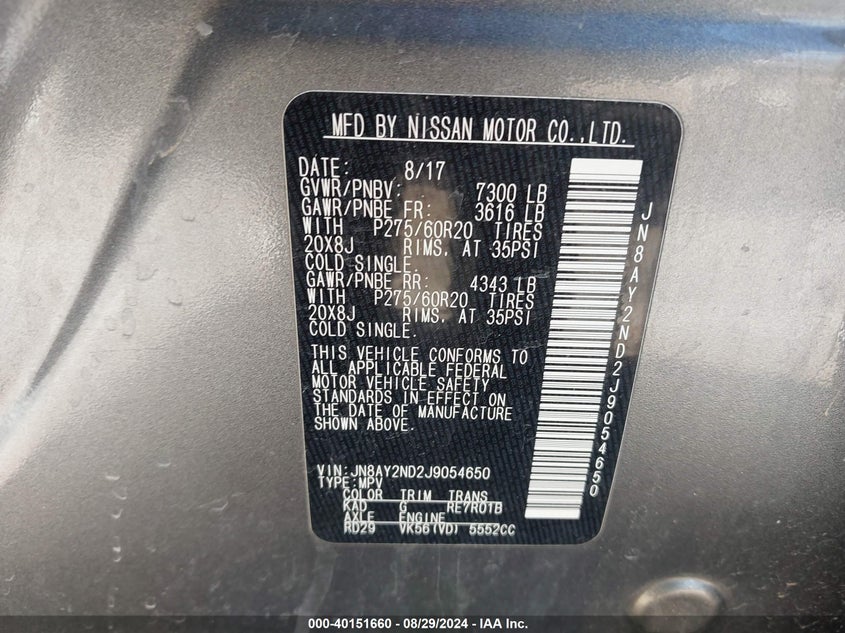 MFD BY NISSAN MOTOR CO.,LTD.
DATE: 8/17
GVWR/PNBV: 7300 LB
GAWR/PNBE FR: 3616 LB
WITH P275/60R20 TIRES
20X8J RIMS, AT 35PSI
COLD SINGLE.
GAWR/PNBE RR: 4343 LB
WITH P275/60R20 TIRES
20X8J RIMS, AT 35PSI
COLD SINGLE.
THIS VEHICLE CONFORMS TO
ALL APPLICABLE FEDERAL
MOTOR VEHICLE SAFETY
STANDARDS IN EFFECT ON
THE DATE OF MANUFACTURE
SHOWN ABOVE.
VIN: JN8AY2ND2J9054650
TYPE: MPV
COLOR TRIM TRANS
KAD G RE7R01B
AXLE ENGINE
RD29 VK56(VD) 5552CC
JN8AY2ND2J9054650
000-40151660 - 08/29/2024 - IAA Inc.